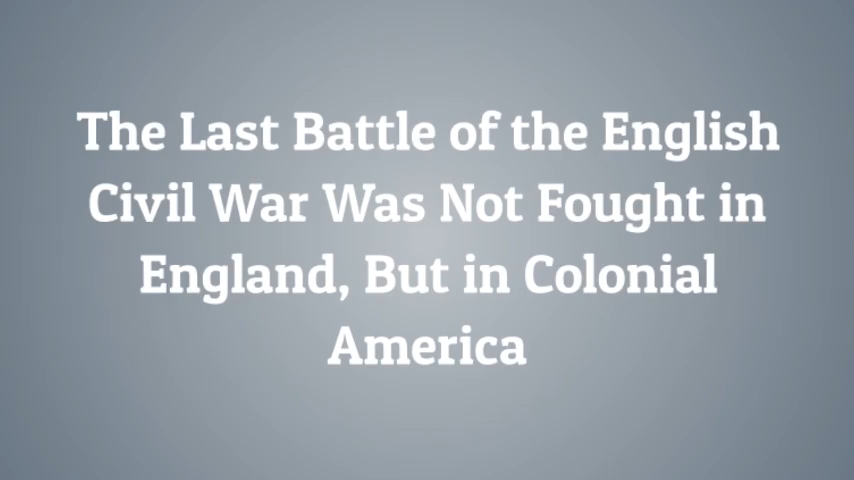 The Last Battle of the English
Civil War Was Not Fought in
England, But in Colonial
America